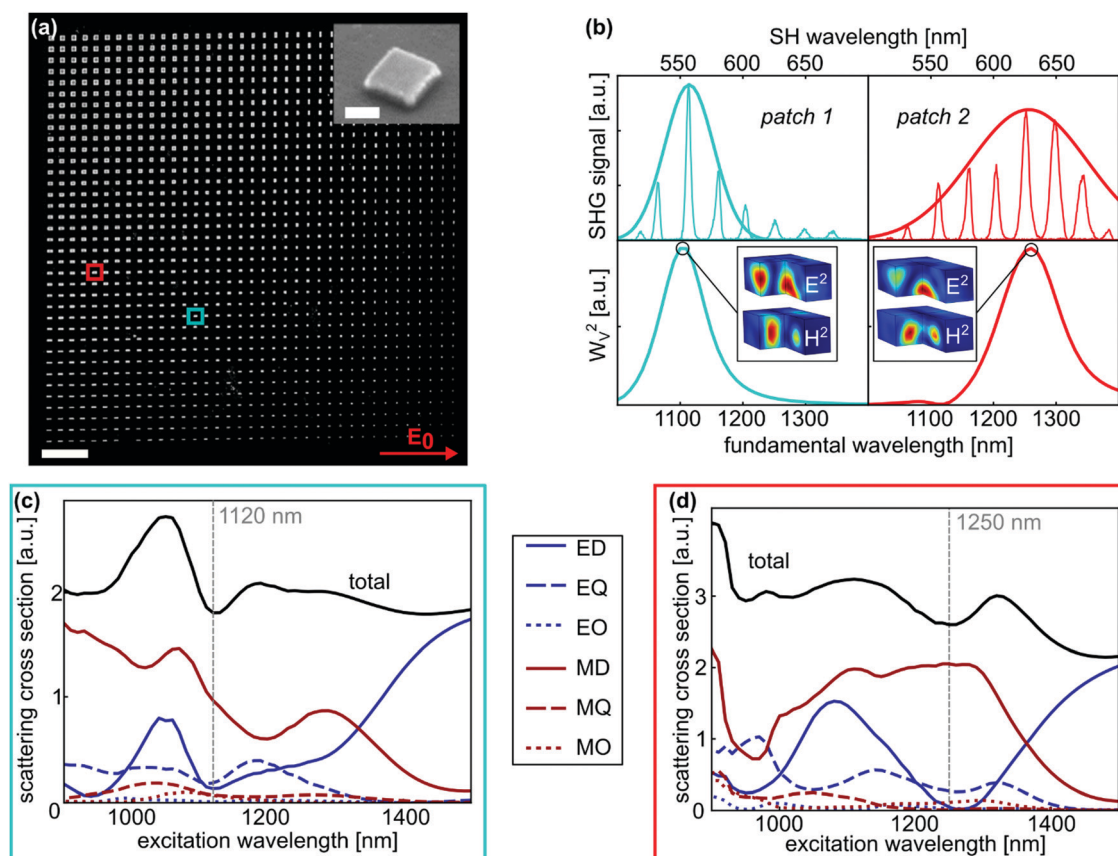 (a)
E₀
(b)
SH wavelength [nm]
550 600 650 550 600 650
SHG signal [a.u.]
patch 1
patch 2
E²
H²
E²
H²
W_V² [a.u.]
1100 1200 1300 1100 1200 1300
fundamental wavelength [nm]
(c)
1120 nm
total
scattering cross section [a.u.]
2
1
0
1000 1200 1400
excitation wavelength [nm]
ED
EQ
EO
MD
MQ
MO
(d)
1250 nm
total
scattering cross section [a.u.]
3
2
1
0
1000 1200 1400
excitation wavelength [nm]